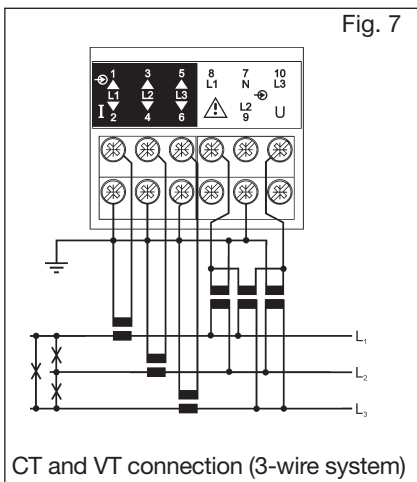 Fig. 7
1 3 5 8 7 10
L1 L2 L3 L1 N L3
I 2 4 6 L2 9 U
L1
L2
L3
CT and VT connection (3-wire system)